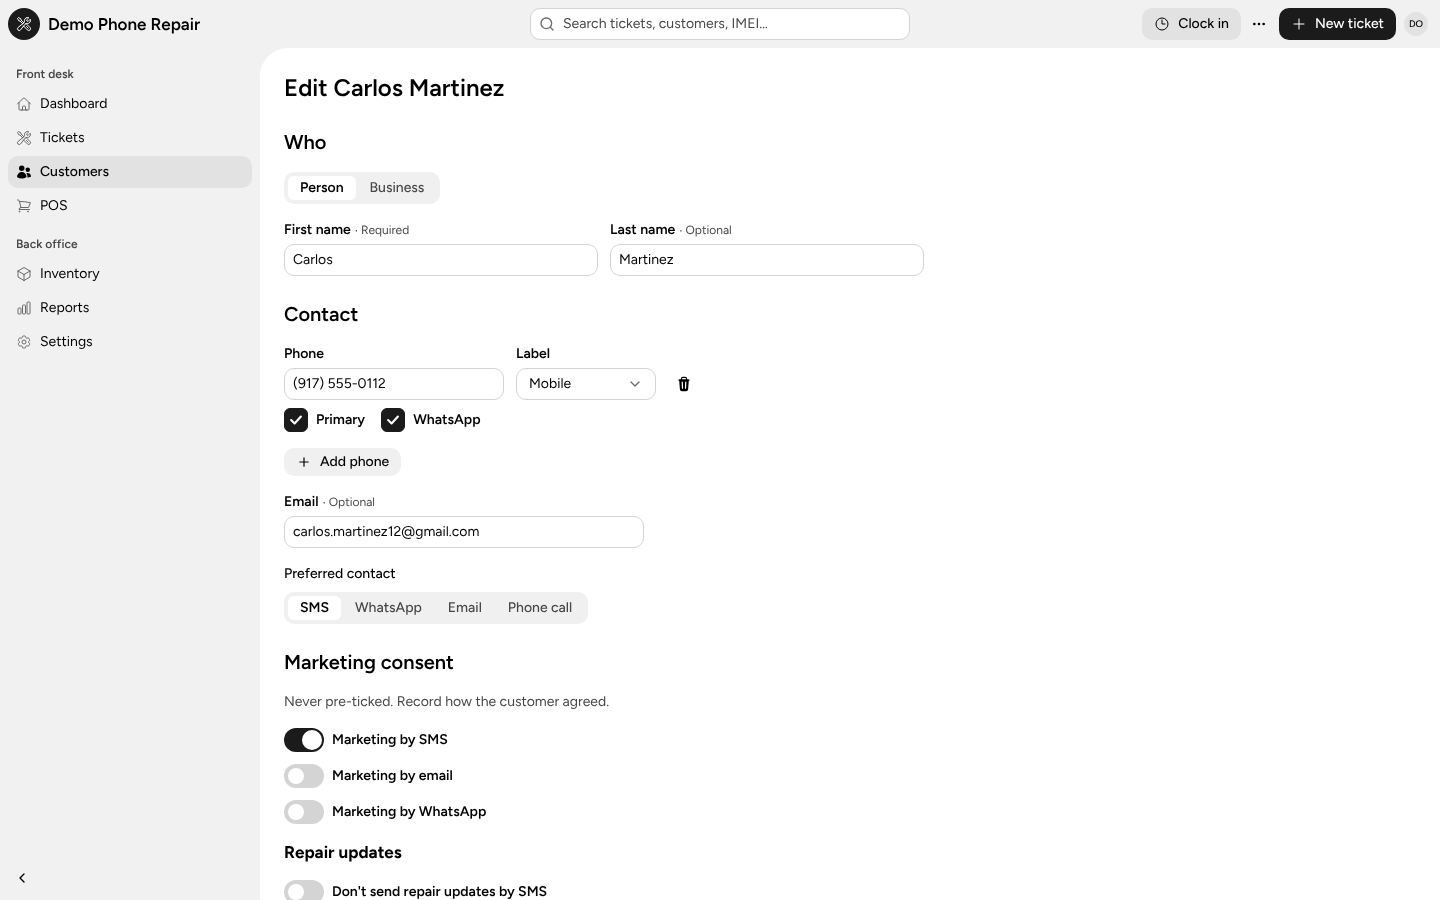 Demo Phone Repair
Search tickets, customers, IMEI...
Clock in
New ticket
DO
Front desk
Dashboard
Tickets
Customers
POS
Back office
Inventory
Reports
Settings
Edit Carlos Martinez
Who
Person
Business
First name · Required
Last name · Optional
Carlos
Martinez
Contact
Phone
Label
(917) 555-0112
Mobile
Primary
WhatsApp
Add phone
Email · Optional
carlos.martinez12@gmail.com
Preferred contact
SMS
WhatsApp
Email
Phone call
Marketing consent
Never pre-ticked. Record how the customer agreed.
Marketing by SMS
Marketing by email
Marketing by WhatsApp
Repair updates
Don't send repair updates by SMS